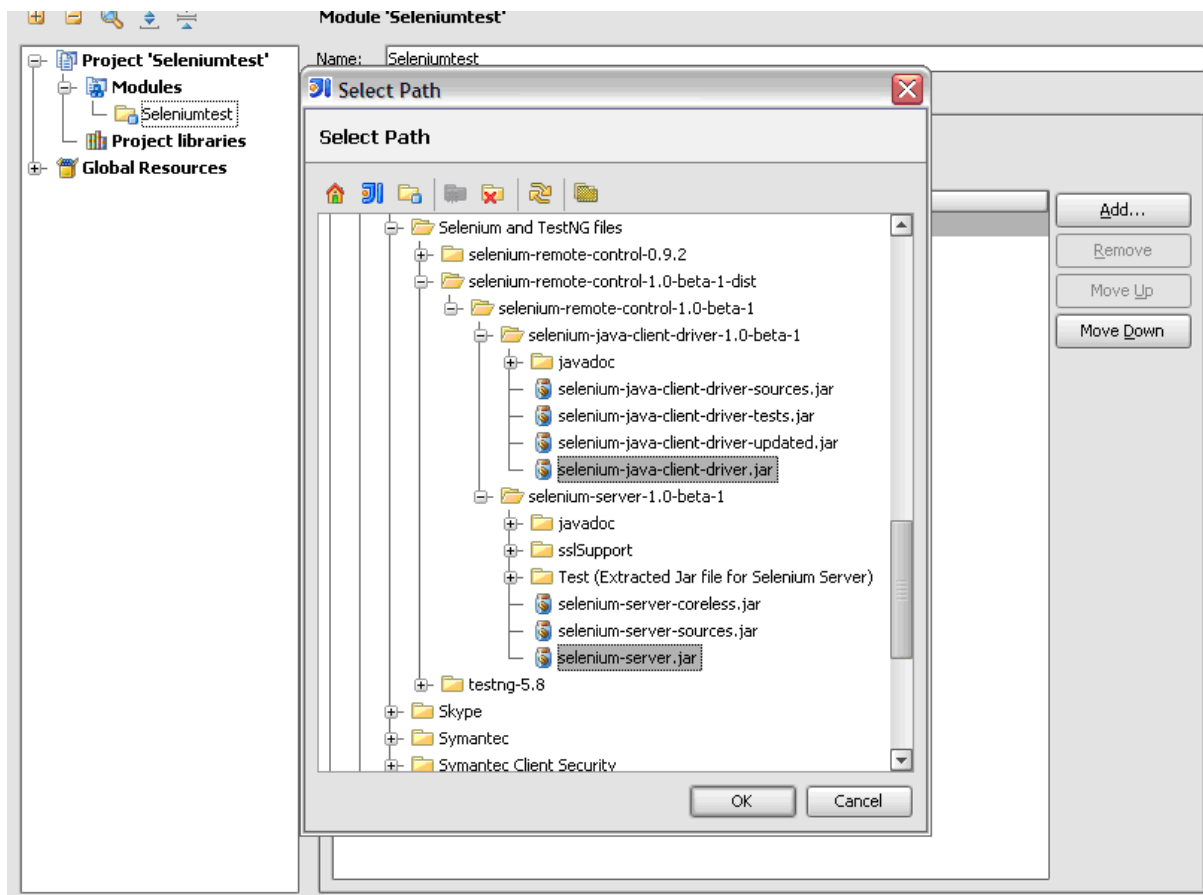 Module 'Seleniumtest'
Project 'Seleniumtest'
Modules
Seleniumtest
Project libraries
Global Resources
Name: Seleniumtest
Select Path
Select Path
Selenium and TestNG files
selenium-remote-control-0.9.2
selenium-remote-control-1.0-beta-1-dist
selenium-remote-control-1.0-beta-1
selenium-java-client-driver-1.0-beta-1
javadoc
selenium-java-client-driver-sources.jar
selenium-java-client-driver-tests.jar
selenium-java-client-driver-updated.jar
selenium-java-client-driver.jar
selenium-server-1.0-beta-1
javadoc
sslSupport
Test (Extracted Jar file for Selenium Server)
selenium-server-coreless.jar
selenium-server-sources.jar
selenium-server.jar
testng-5.8
Skype
Symantec
Symantec Client Security
OK Cancel
Add...
Remove
Move Up
Move Down